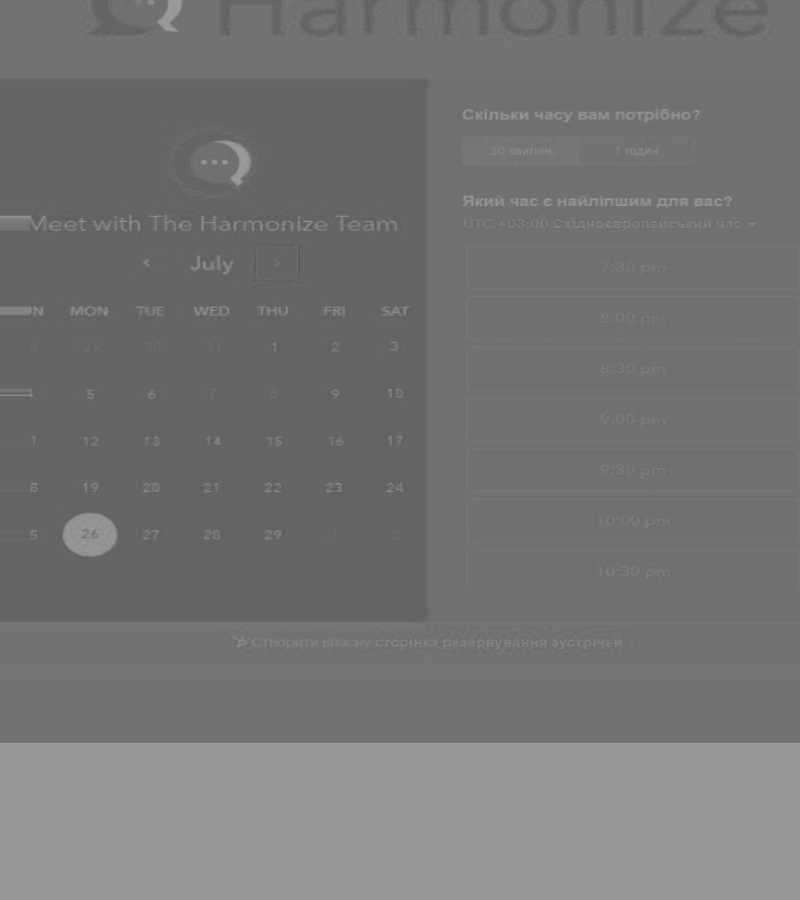 Harmonize
Meet with The Harmonize Team
July
N MON TUE WED THU FRI SAT
8 29 30 31 1 2 3
5 6 7 8 9 10
1 12 13 14 15 16 17
8 19 20 21 22 23 24
5 26 27 28 29 1 2
Скільки часу вам потрібно?
30 хвилин 1 годин
Який час є найліпшим для вас?
UTC +03:00 Східноєвропейський час
7:30 pm
8:00 pm
8:30 pm
9:00 pm
9:30 pm
10:00 pm
10:30 pm
Створити власну сторінка резервування зустрічей